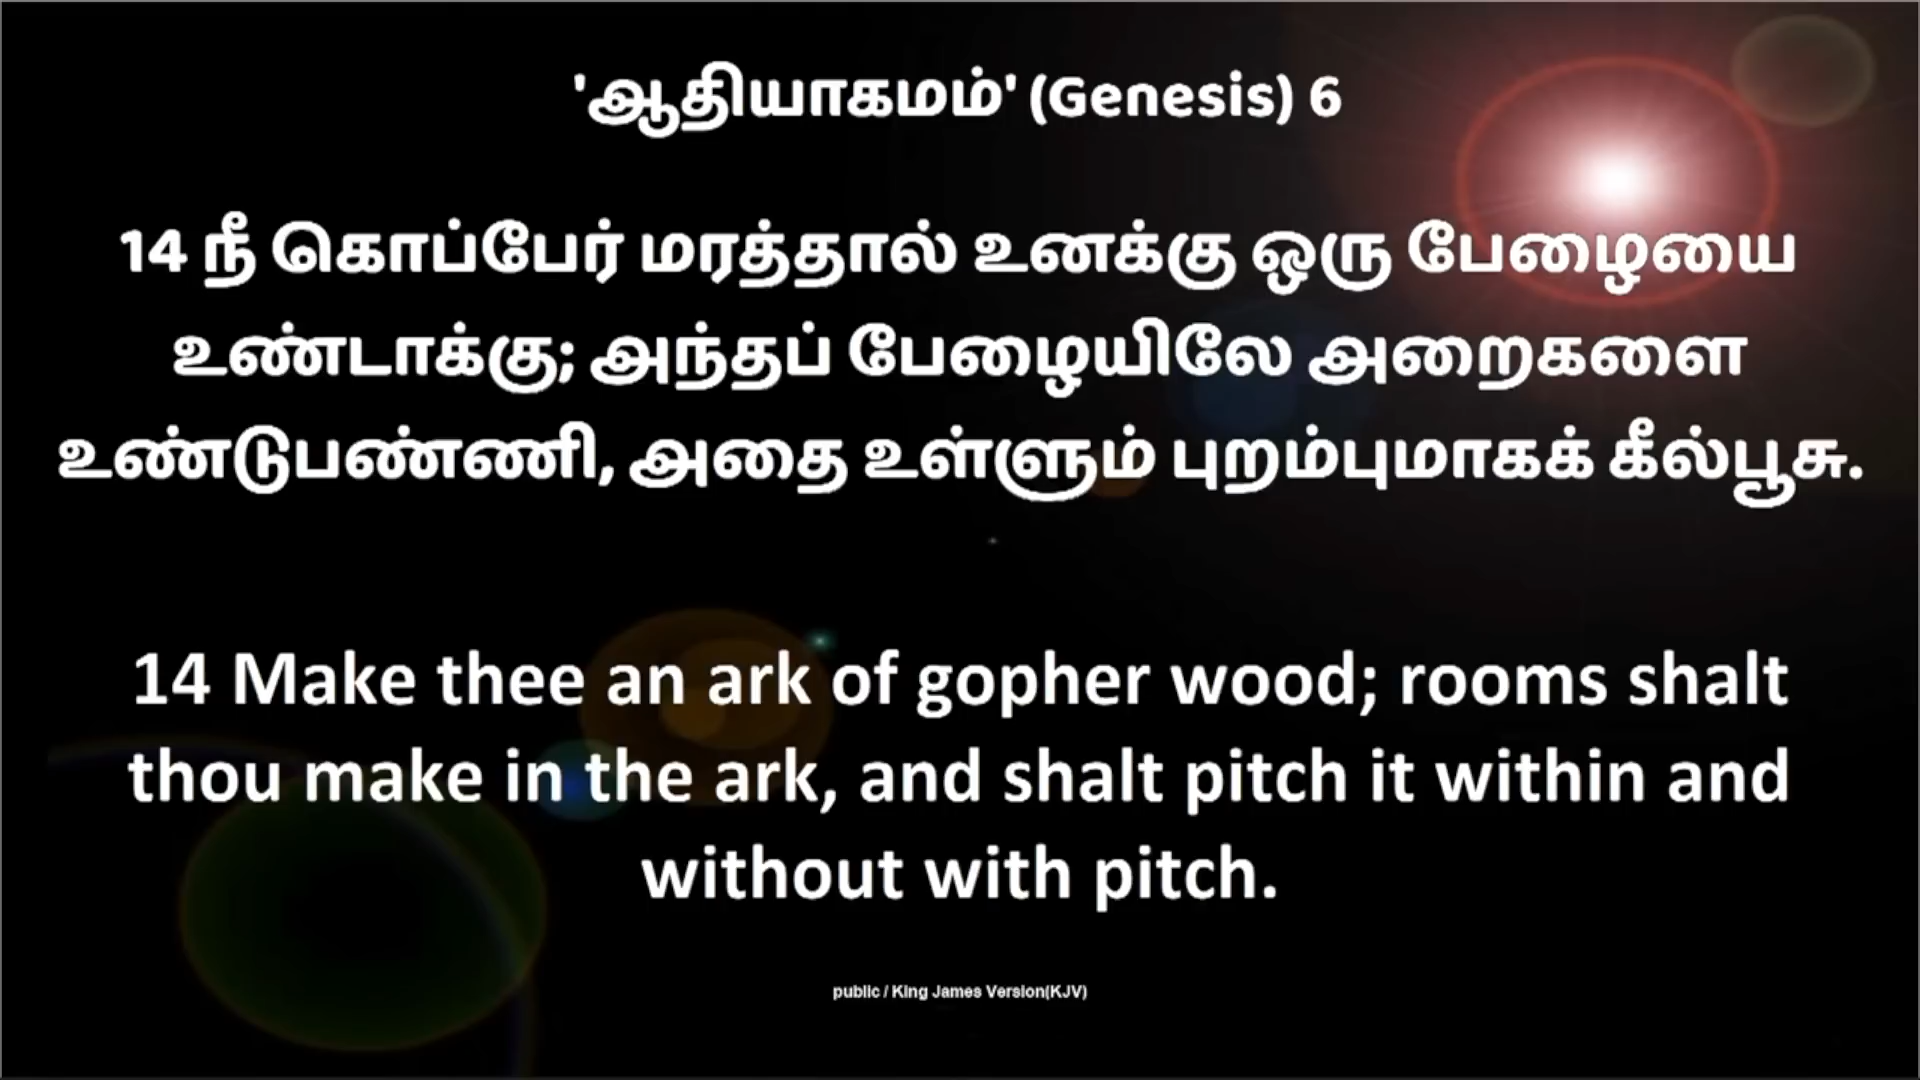 'ஆதியாகமம்' (Genesis) 6
14 நீ கொப்பேர் மரத்தால் உனக்கு ஒரு பேழையை
உண்டாக்கு; அந்தப் பேழையிலே அறைகளை
உண்டுபண்ணி, அதை உள்ளும் புறம்புமாகக் கீல்பூசு.
14 Make thee an ark of gopher wood; rooms shalt
thou make in the ark, and shalt pitch it within and
without with pitch.
public / King James Version(KJV)